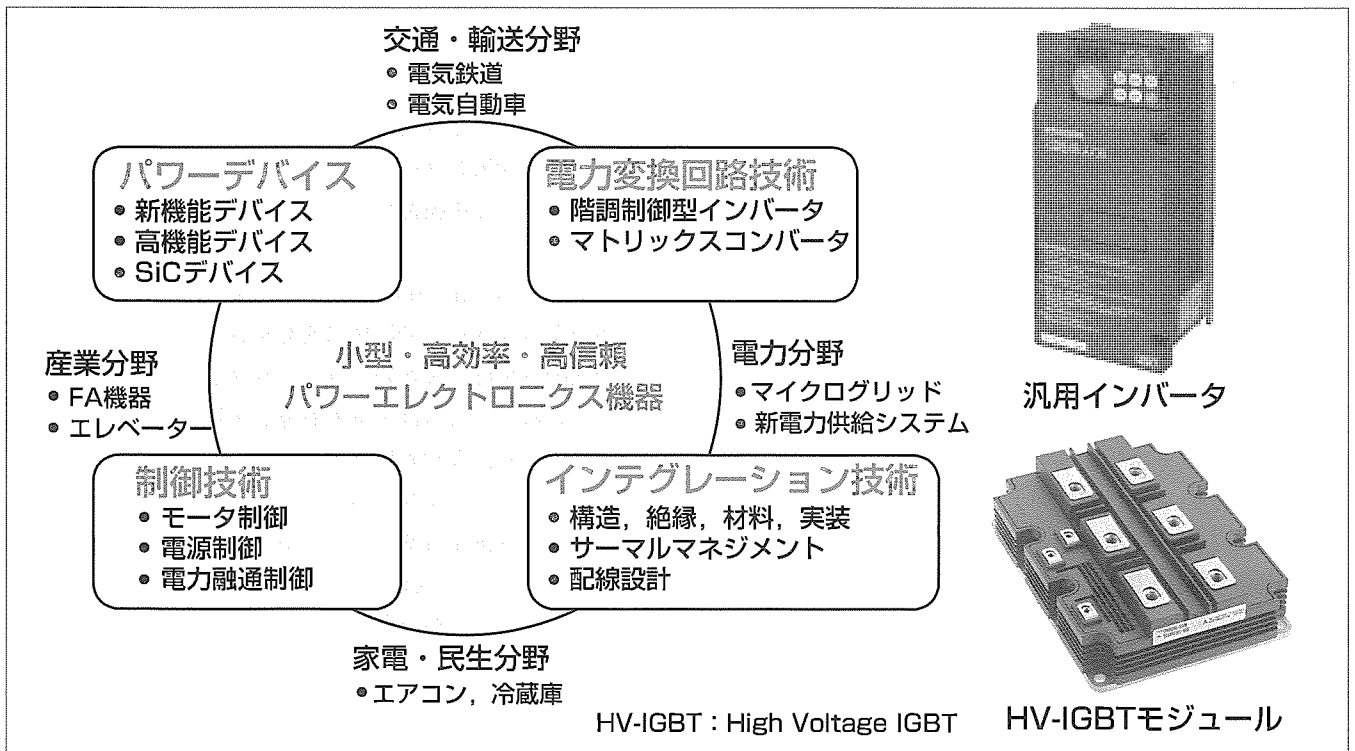 交通・輸送分野
● 電気鉄道
● 電気自動車
パワーデバイス
● 新機能デバイス
● 高機能デバイス
● SiCデバイス
電力変換回路技術
● 階調制御型インバータ
● マトリックスコンバータ
産業分野
● FA機器
● エレベーター
小型・高効率・高信頼
パワーエレクトロニクス機器
電力分野
● マイクログリッド
● 新電力供給システム
制御技術
● モータ制御
● 電源制御
● 電力融通制御
インテグレーション技術
● 構造，絶縁，材料，実装
● サーマルマネジメント
● 配線設計
家電・民生分野
● エアコン，冷蔵庫
汎用インバータ
HV-IGBTモジュール
HV-IGBT：High Voltage IGBT